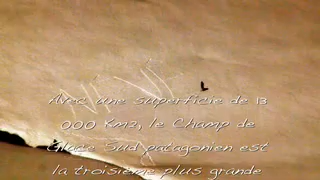 Avec une superficie de 13
000 Km2, le Champ de
Glace Sud patagonien est
la troisième plus grande